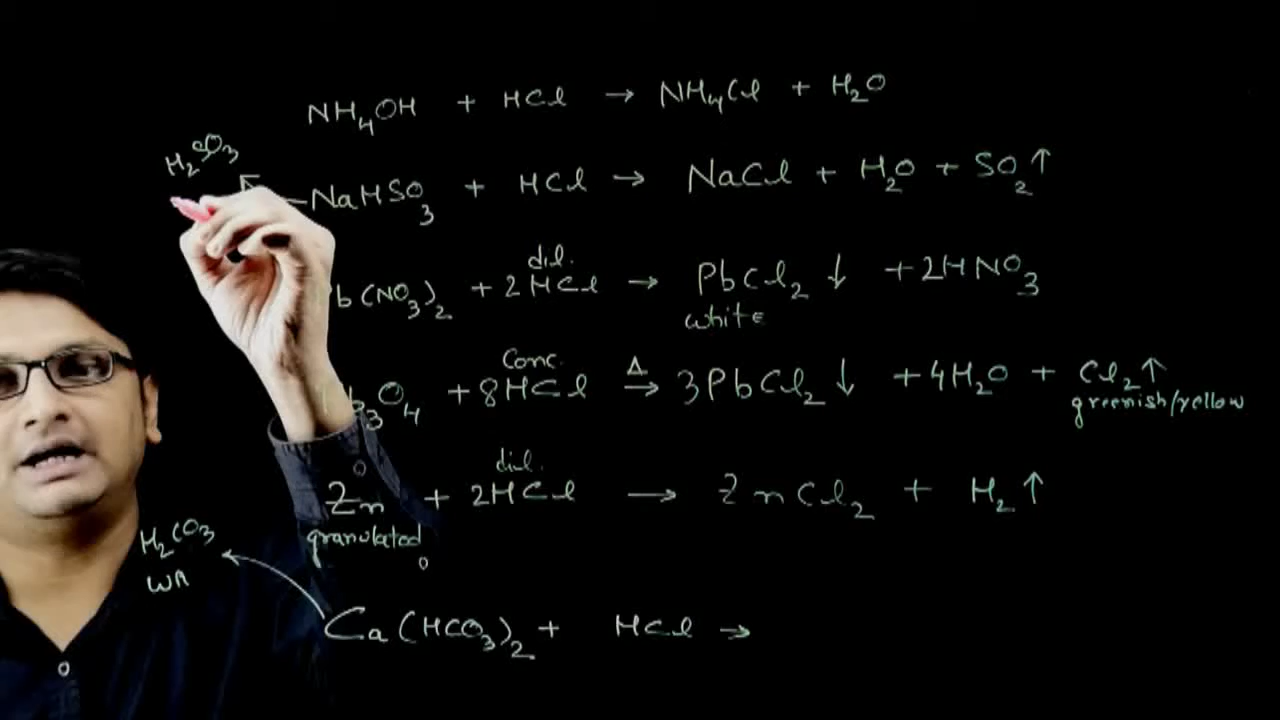 NH₄OH + HCl → NH₄Cl + H₂O
H₂SO₃
NaHSO₃ + HCl → NaCl + H₂O + SO₂↑
dil.
b(NO₃)₂ + 2HCl → PbCl₂↓ + 2HNO₃
white
Conc. Δ
b₃O₄ + 8HCl → 3PbCl₂↓ + 4H₂O + Cl₂↑
greenish/yellow
dil.
Zn + 2HCl → ZnCl₂ + H₂↑
granulated
H₂CO₃
WA
Ca(HCO₃)₂ + HCl →